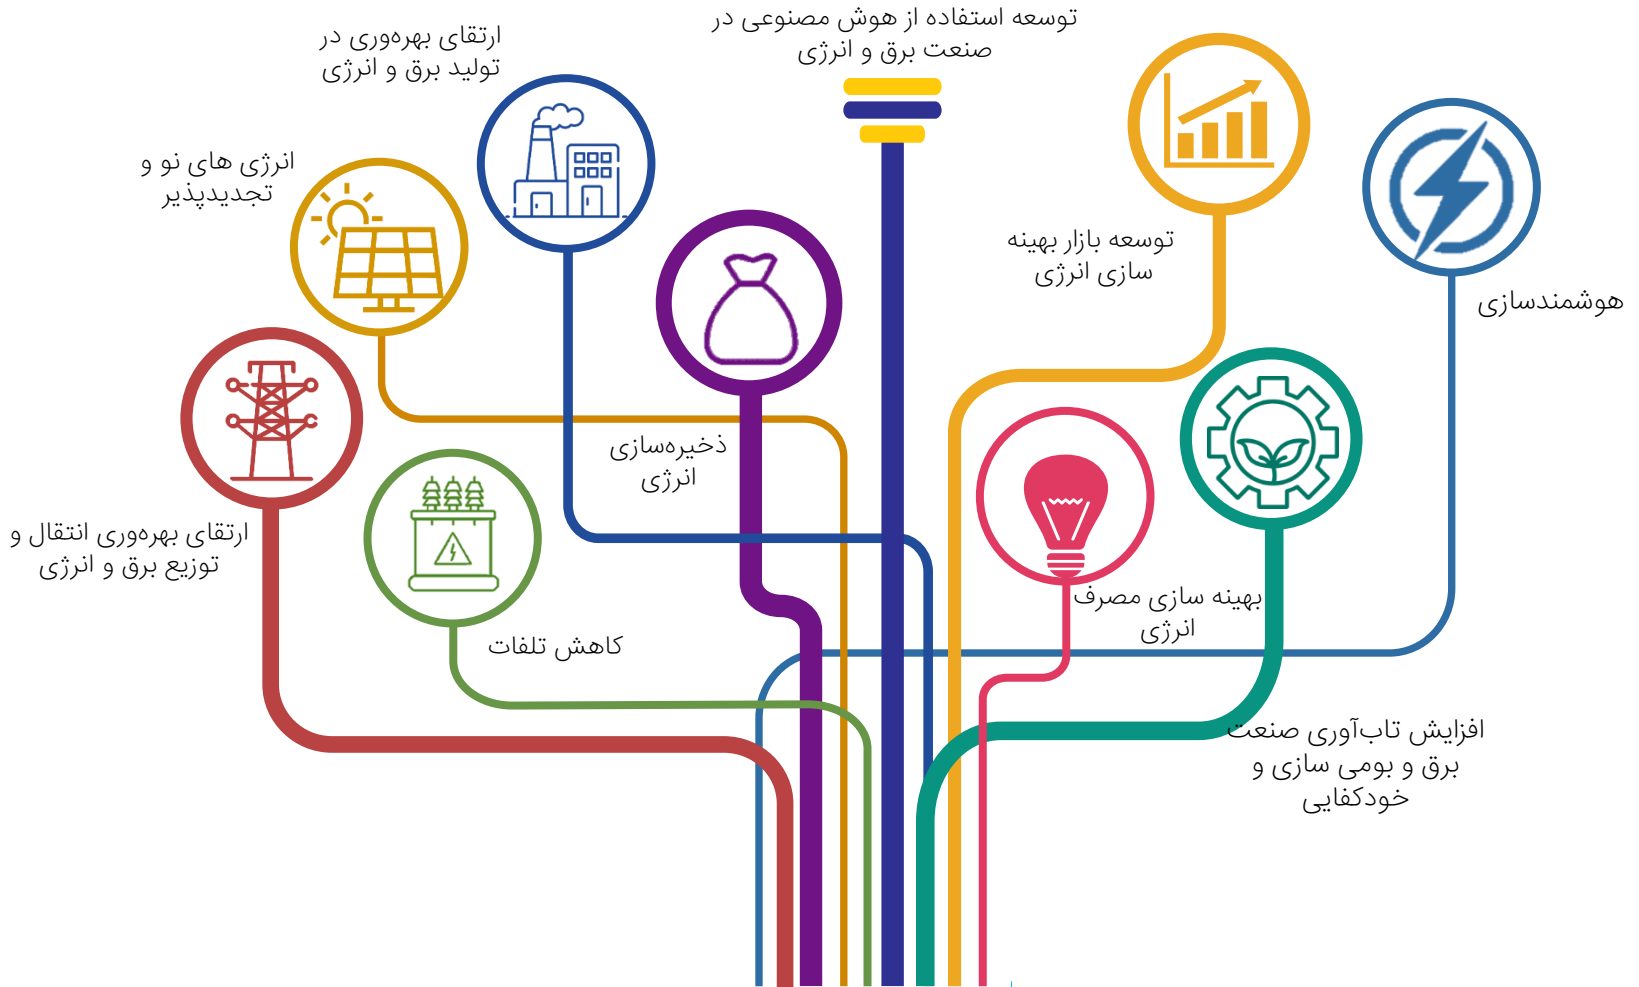 توسعه استفاده از هوش مصنوعی در
صنعت برق و انرژی
ارتقای بهره‌وری در
تولید برق و انرژی
انرژی های نو و
تجدیدپذیر
توسعه بازار بهینه
سازی انرژی
هوشمندسازی
ذخیره‌سازی
انرژی
ارتقای بهره‌وری انتقال و
توزیع برق و انرژی
کاهش تلفات
بهینه سازی مصرف
انرژی
افزایش تاب‌آوری صنعت
برق و بومی سازی و
خودکفایی